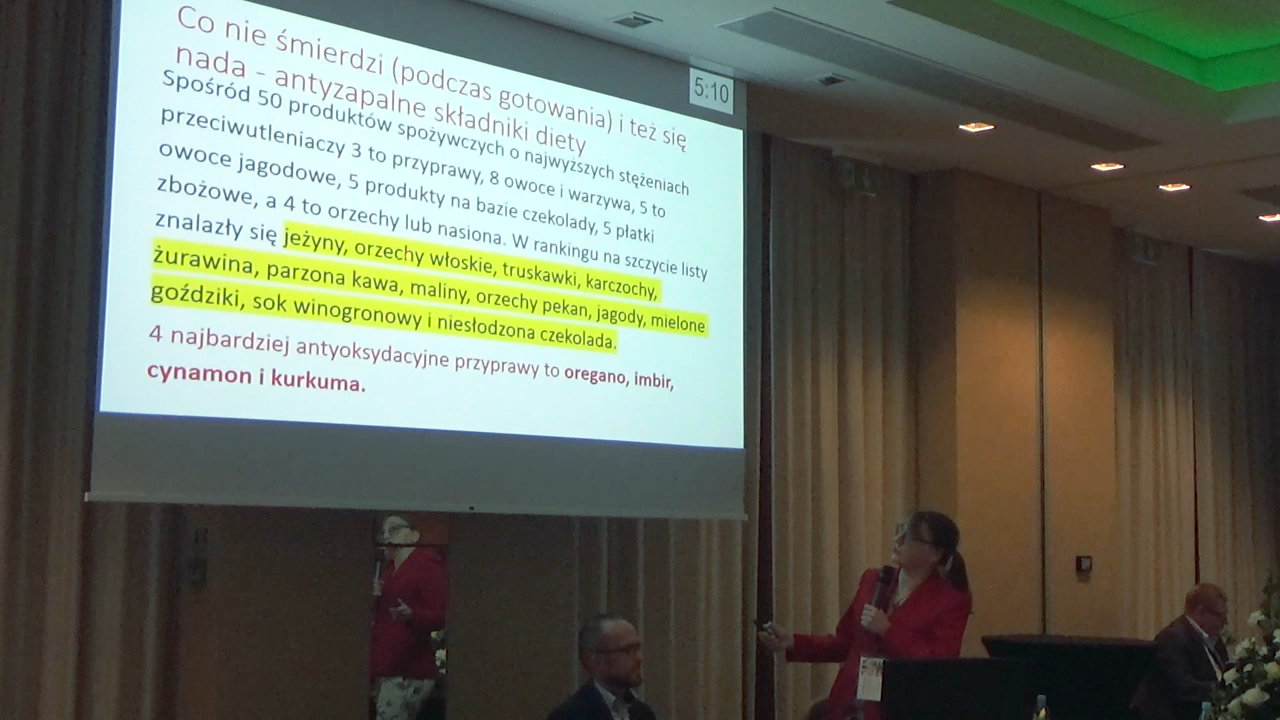 Co nie śmierdzi (podczas gotowania) i też się
nada - antyzapalne składniki diety
5:10
Spośród 50 produktów spożywczych o najwyższych stężeniach
przeciwutleniaczy 3 to przyprawy, 8 owoce i warzywa, 5 to
owoce jagodowe, 5 produkty na bazie czekolady, 5 płatki
zbożowe, a 4 to orzechy lub nasiona. W rankingu na szczycie listy
znalazły się jeżyny, orzechy włoskie, truskawki, karczochy,
żurawina, parzona kawa, maliny, orzechy pekan, jagody, mielone
goździki, sok winogronowy i niesłodzona czekolada.
4 najbardziej antyoksydacyjne przyprawy to oregano, imbir,
cynamon i kurkuma.